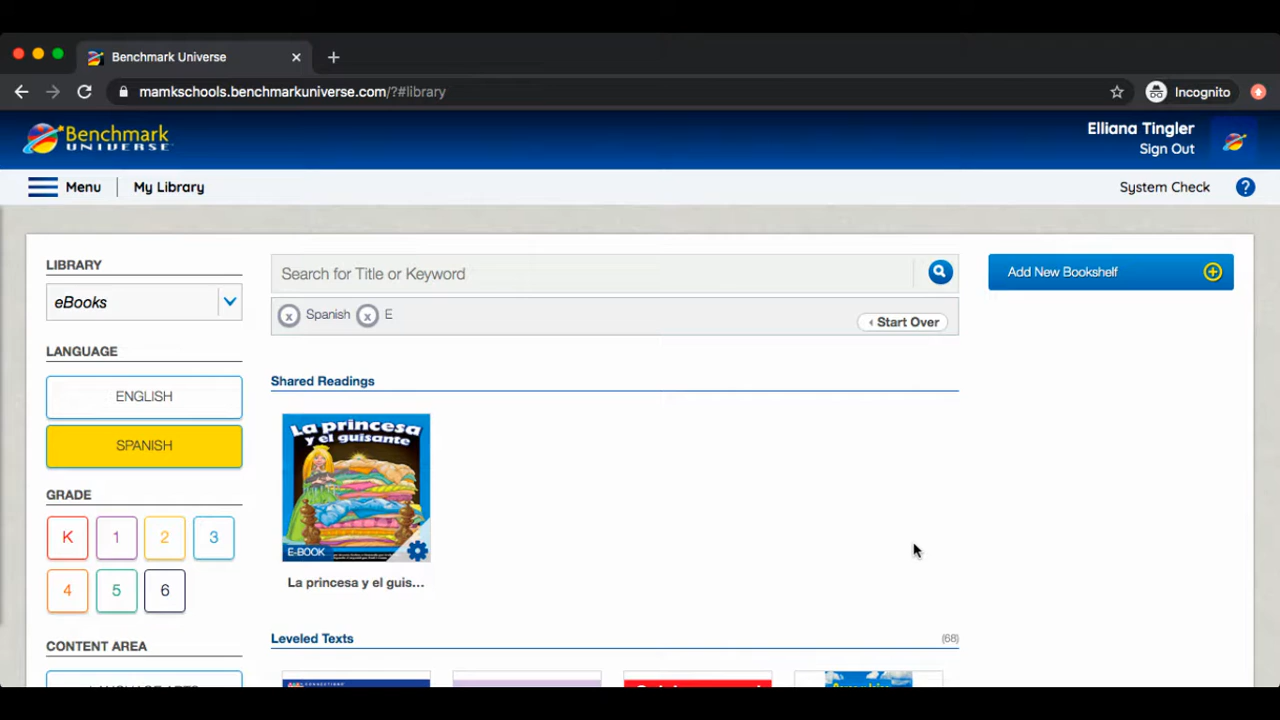 Benchmark Universe
mamkschools.benchmarkuniverse.com/?#library
Incognito
Benchmark
UNIVERSE
Elliana Tingler
Sign Out
Menu
My Library
System Check
?
LIBRARY
eBooks
LANGUAGE
ENGLISH
SPANISH
GRADE
K 1 2 3
4 5 6
CONTENT AREA
Search for Title or Keyword
x Spanish x E
Start Over
Shared Readings
La princesa
y el guisante
E-BOOK
La princesa y el guis...
Leveled Texts
(68)
Add New Bookshelf